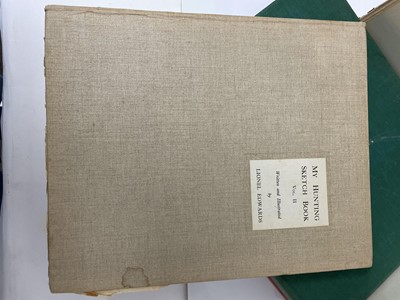 MY HUNTING
SKETCH BOOK
VOL. II
Written and Illustrated
by
LIONEL EDWARDS